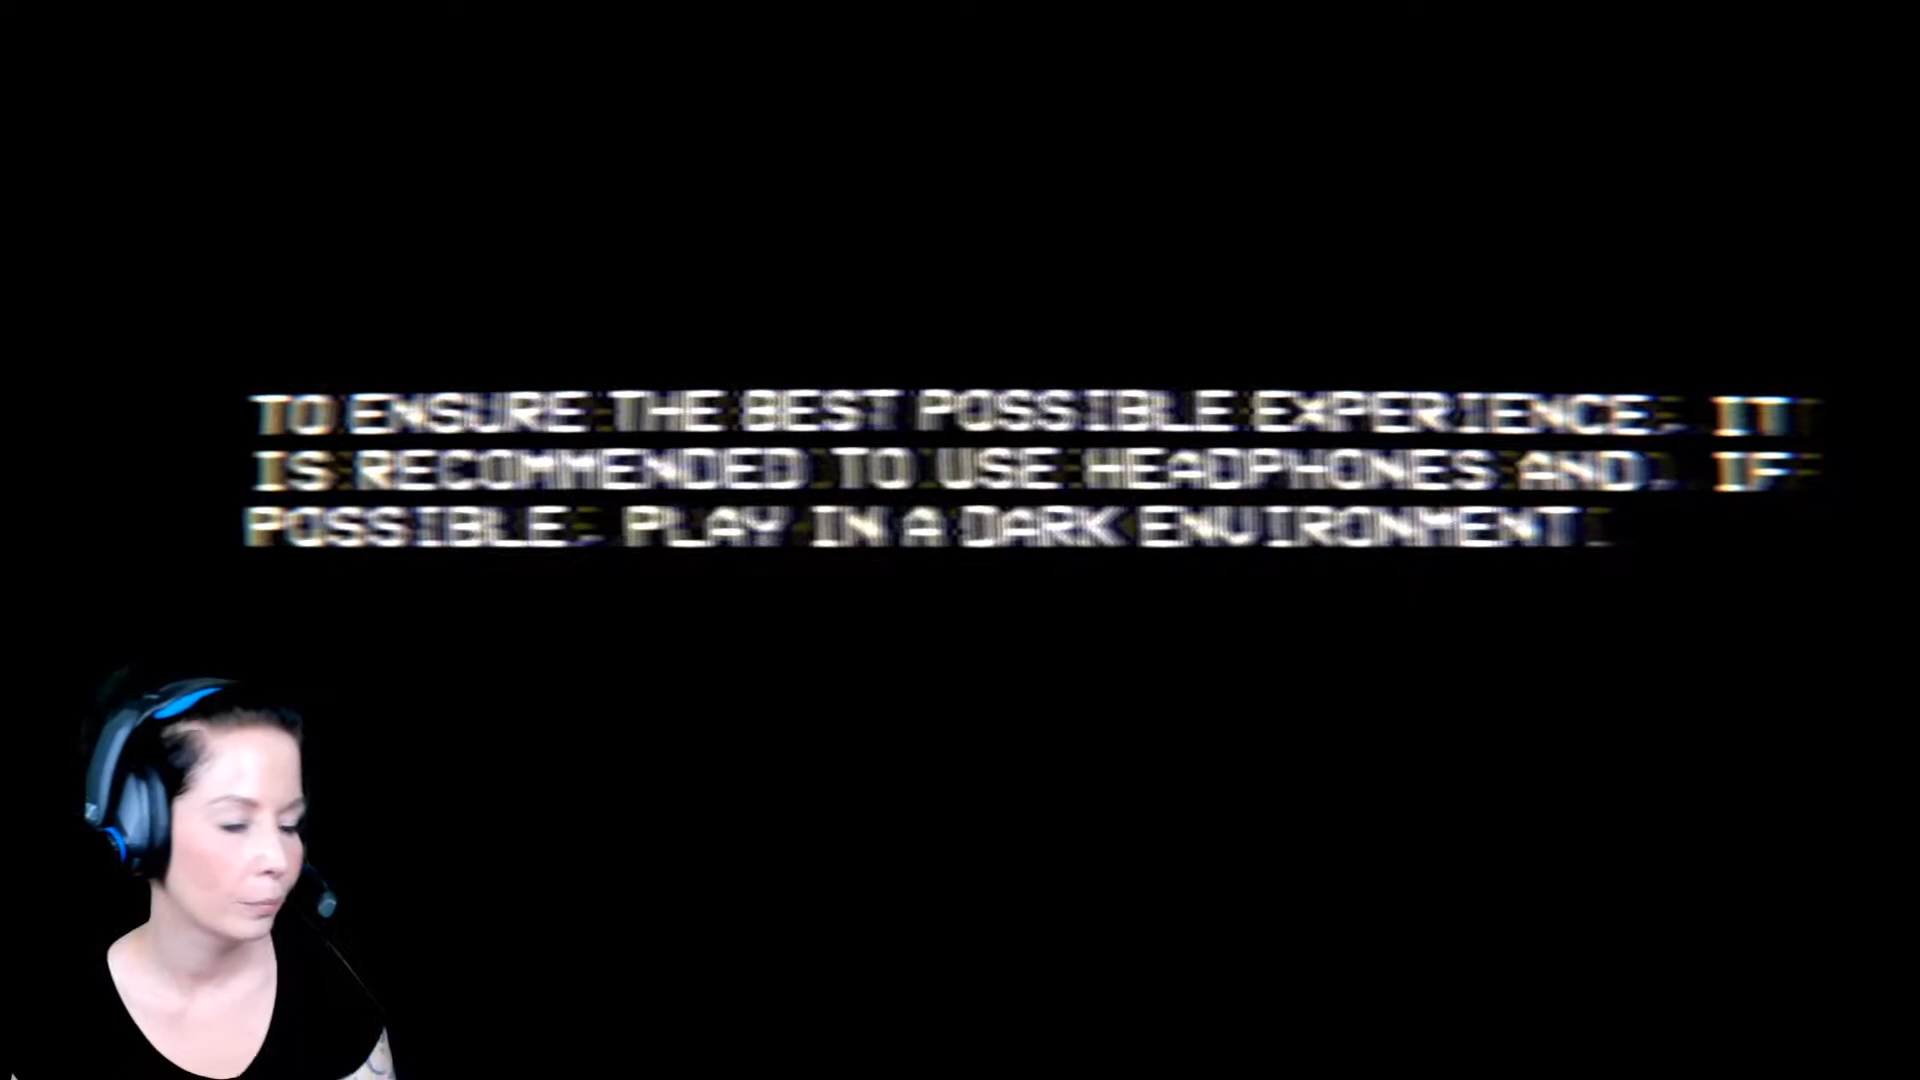 TO ENSURE THE BEST POSSIBLE EXPERIENCE, IT
IS RECOMMENDED TO USE HEADPHONES AND, IF
POSSIBLE, PLAY IN A DARK ENVIRONMENT.